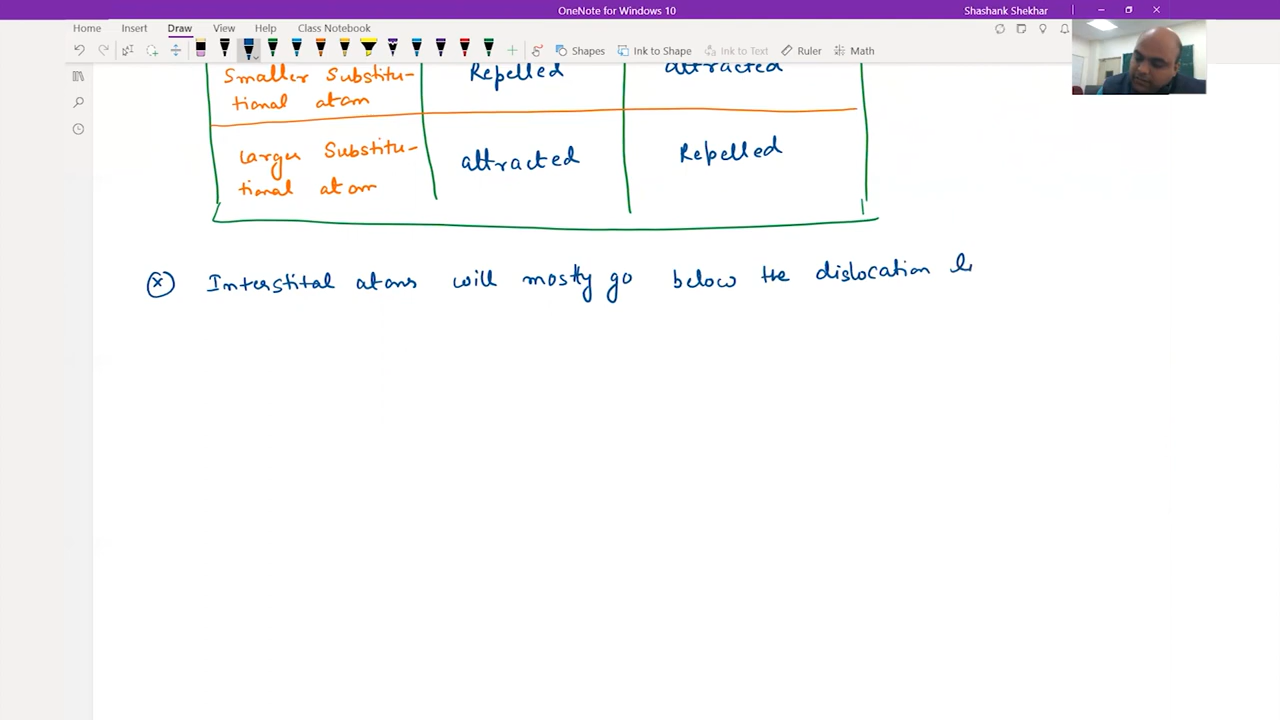 OneNote for Windows 10
Shashank Shekhar
Home Insert Draw View Help Class Notebook
Shapes Ink to Shape Ink to Text Ruler Math
Smaller Substitu-
tional atom
Repelled
attracted
Larger Substitu-
tional atom
attracted
Repelled
Interstital atoms will mostly go below the dislocation